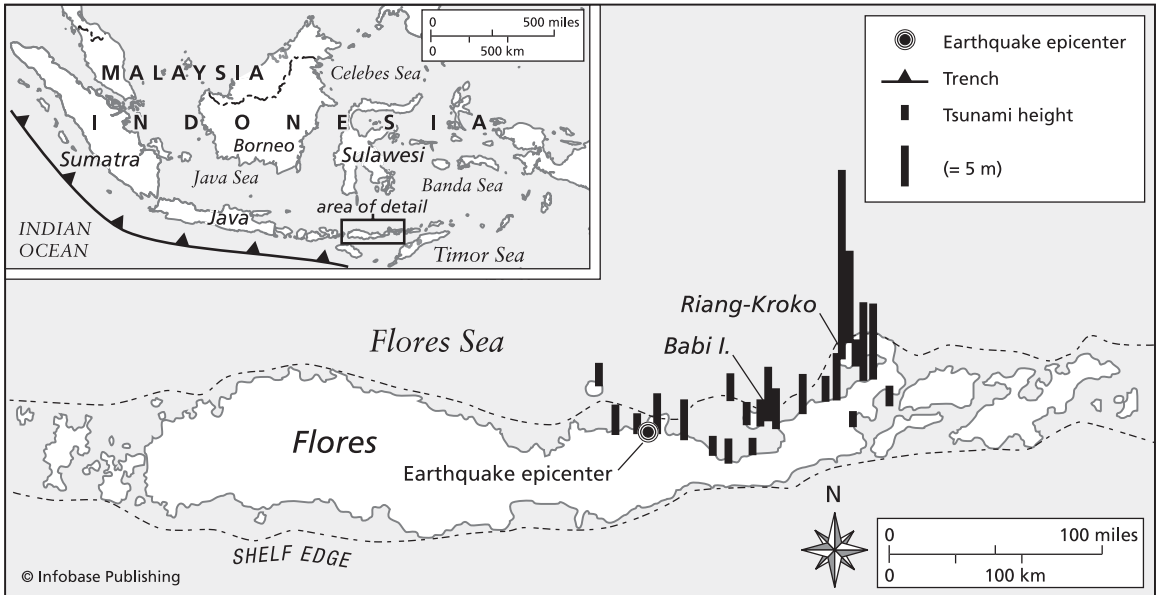 0 500 miles
0 500 km
MALAYSIA
Celebes Sea
INDONESIA
Borneo
Sumatra
Sulawesi
Java Sea
Banda Sea
area of detail
Java
INDIAN
OCEAN
Timor Sea
Earthquake epicenter
Trench
Tsunami height
(= 5 m)
Riang-Kroko
Flores Sea
Babi I.
Flores
Earthquake epicenter
N
SHELF EDGE
0 100 miles
0 100 km
© Infobase Publishing